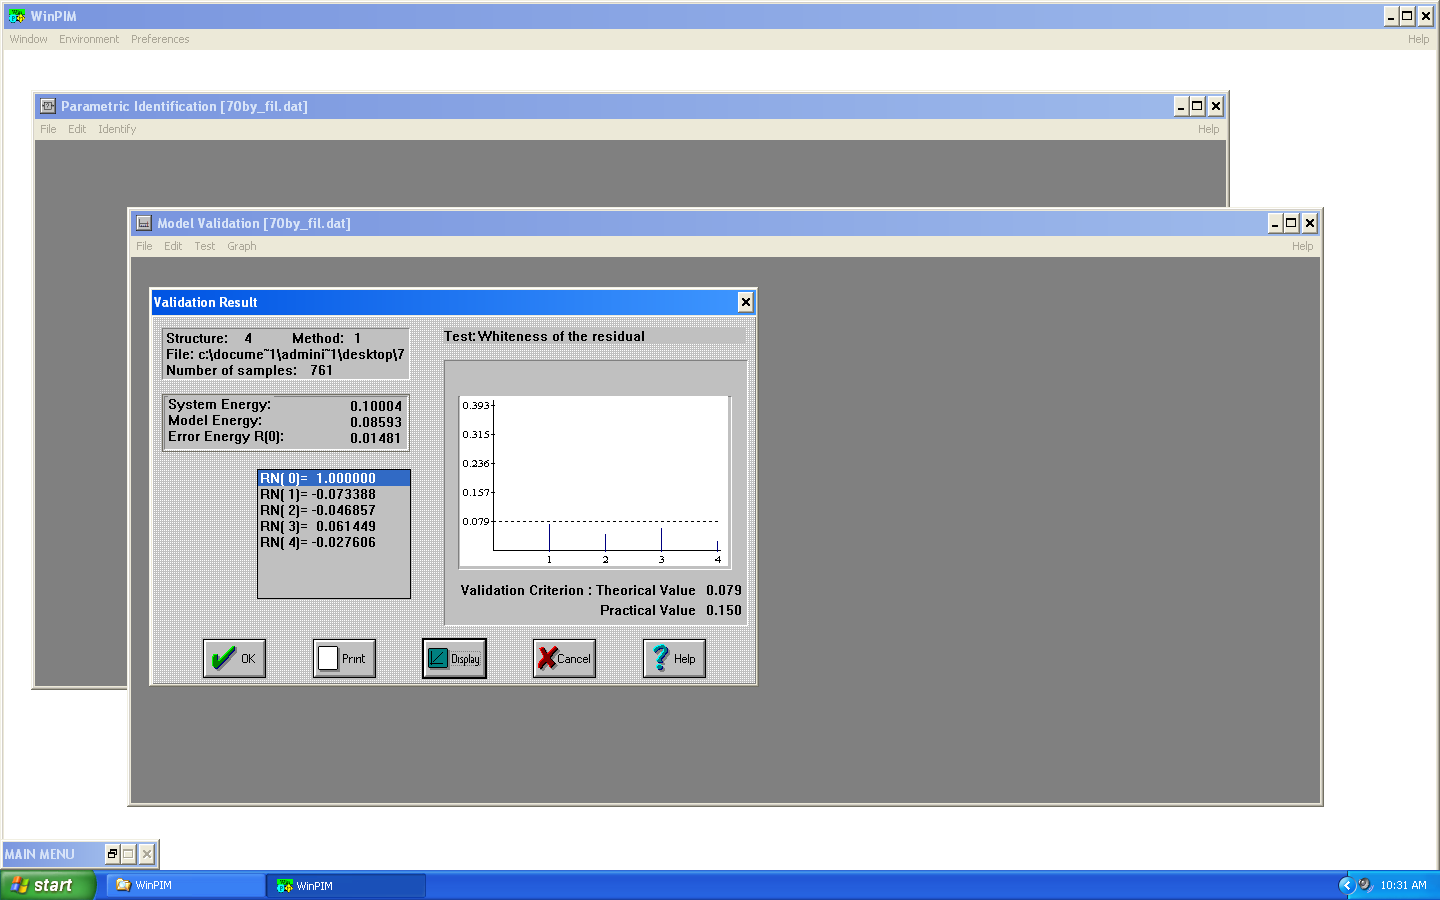 WinPIM
Window Environment Preferences Help
Parametric Identification [70by_fil.dat]
File Edit Identify Help
Model Validation [70by_fil.dat]
File Edit Test Graph Help
Validation Result
Structure: 4 Method: 1
File: c:\docume~1\admini~1\desktop\7
Number of samples: 761
System Energy: 0.10004
Model Energy: 0.08593
Error Energy R(0): 0.01481
RN( 0)= 1.000000
RN( 1)= -0.073388
RN( 2)= -0.046857
RN( 3)= 0.061449
RN( 4)= -0.027606
Test: Whiteness of the residual
0.393
0.315
0.236
0.157
0.079
1 2 3 4
Validation Criterion : Theorical Value 0.079
Practical Value 0.150
OK Print Display Cancel Help
MAIN MENU
start WinPIM WinPIM 10:31 AM